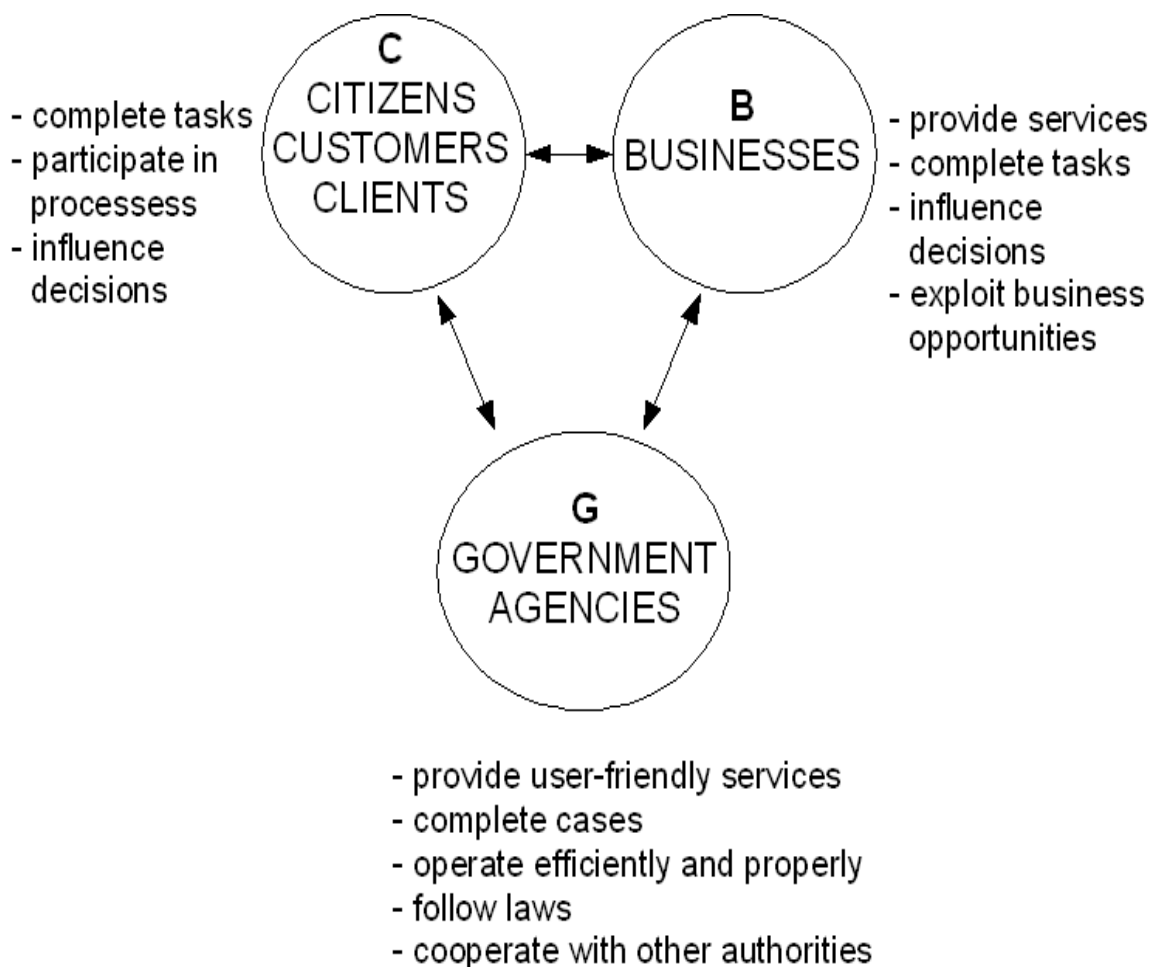 C
CITIZENS
CUSTOMERS
CLIENTS
- complete tasks
- participate in
processess
- influence
decisions
B
BUSINESSES
- provide services
- complete tasks
- influence
decisions
- exploit business
opportunities
G
GOVERNMENT
AGENCIES
- provide user-friendly services
- complete cases
- operate efficiently and properly
- follow laws
- cooperate with other authorities